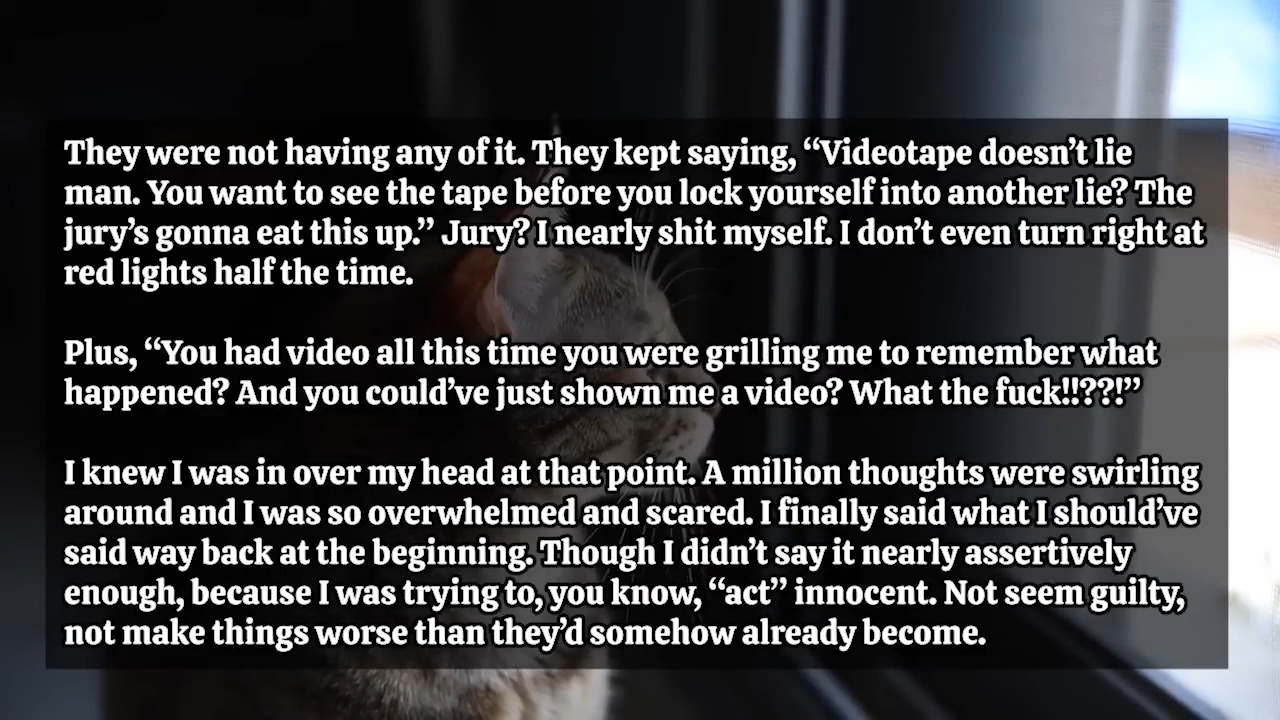 They were not having any of it. They kept saying, “Videotape doesn’t lie
man. You want to see the tape before you lock yourself into another lie? The
jury’s gonna eat this up.” Jury? I nearly shit myself. I don’t even turn right at
red lights half the time.
Plus, “You had video all this time you were grilling me to remember what
happened? And you could’ve just shown me a video? What the fuck!!??!”
I knew I was in over my head at that point. A million thoughts were swirling
around and I was so overwhelmed and scared. I finally said what I should’ve
said way back at the beginning. Though I didn’t say it nearly assertively
enough, because I was trying to, you know, “act” innocent. Not seem guilty,
not make things worse than they’d somehow already become.